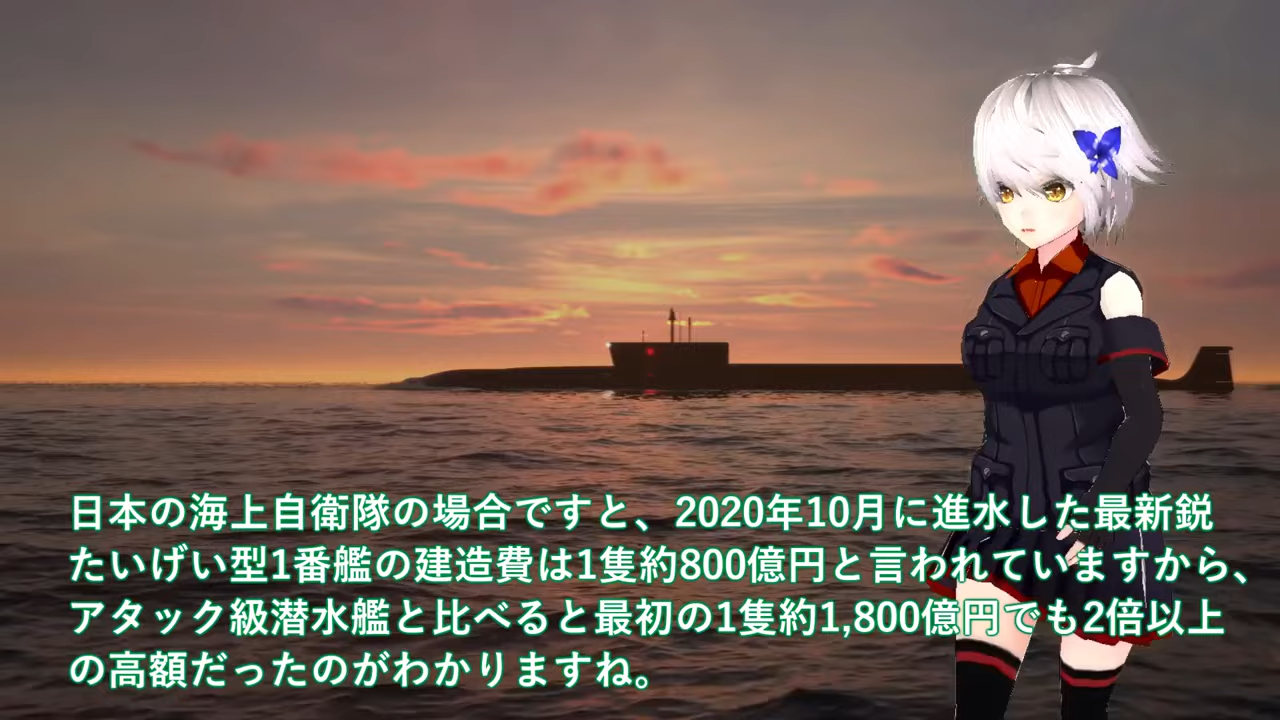 日本の海上自衛隊の場合ですと、2020年10月に進水した最新鋭
たいげい型1番艦の建造費は1隻約800億円と言われていますから、
アタック級潜水艦と比べると最初の1隻約1,800億円でも2倍以上
の高額だったのがわかりますね。